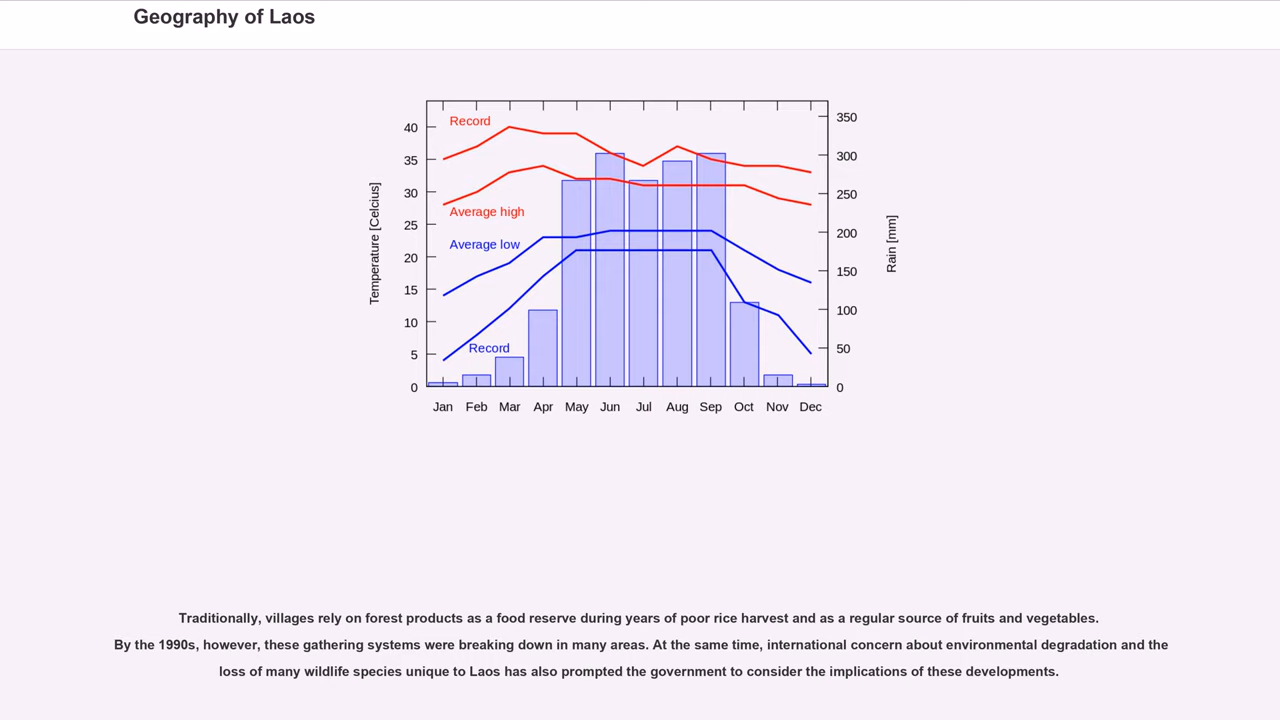 Geography of Laos
Record
Average high
Average low
Record
Temperature [Celcius]
40
35
30
25
20
15
10
5
0
Rain [mm]
350
300
250
200
150
100
50
0
Jan Feb Mar Apr May Jun Jul Aug Sep Oct Nov Dec
Traditionally, villages rely on forest products as a food reserve during years of poor rice harvest and as a regular source of fruits and vegetables.
By the 1990s, however, these gathering systems were breaking down in many areas. At the same time, international concern about environmental degradation and the
loss of many wildlife species unique to Laos has also prompted the government to consider the implications of these developments.